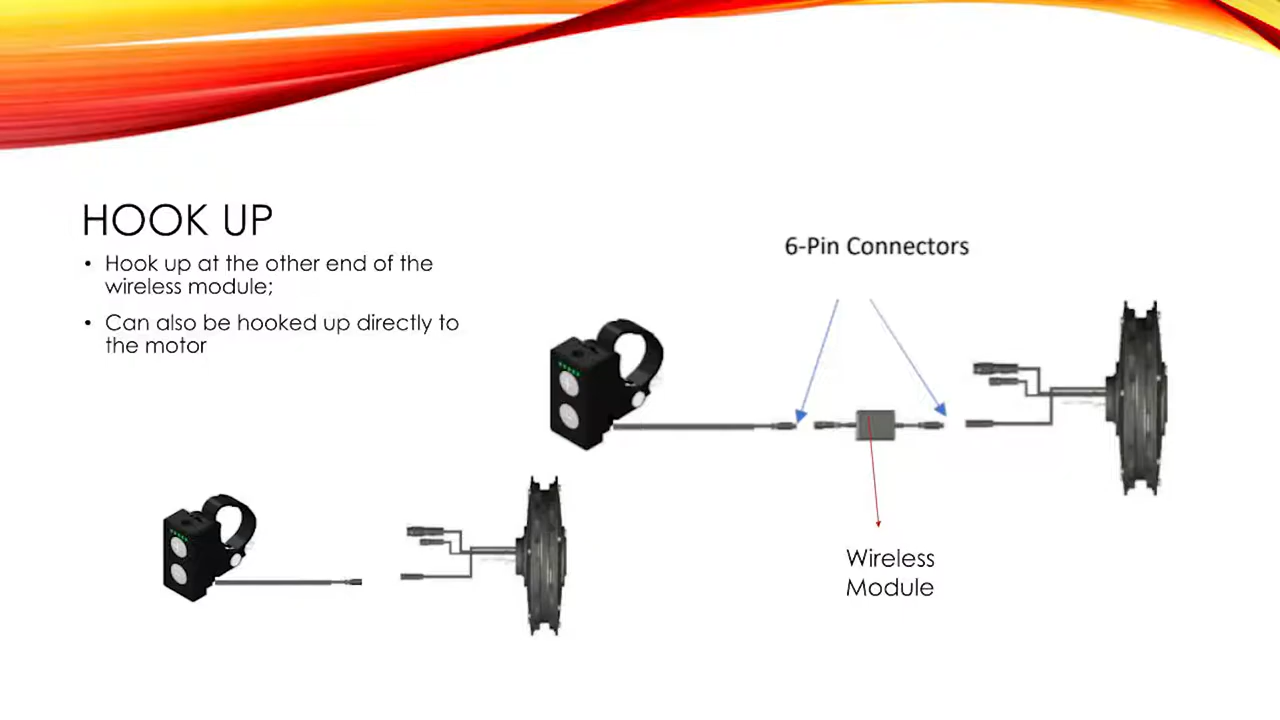 HOOK UP
• Hook up at the other end of the
wireless module;
• Can also be hooked up directly to
the motor
6-Pin Connectors
Wireless
Module